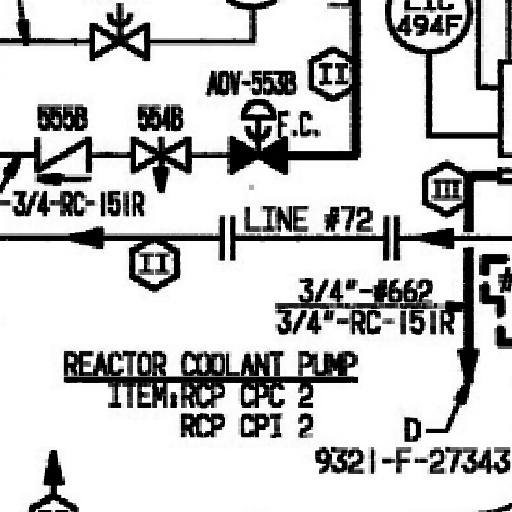 494F
II
AOV-553B
555B
554B
F.C.
-3/4-RC-151R
III
LINE #72
II
3/4"-#662
3/4"-RC-151R
REACTOR COOLANT PUMP
ITEM:RCP CPC 2
RCP CPI 2
D
9321-F-27343